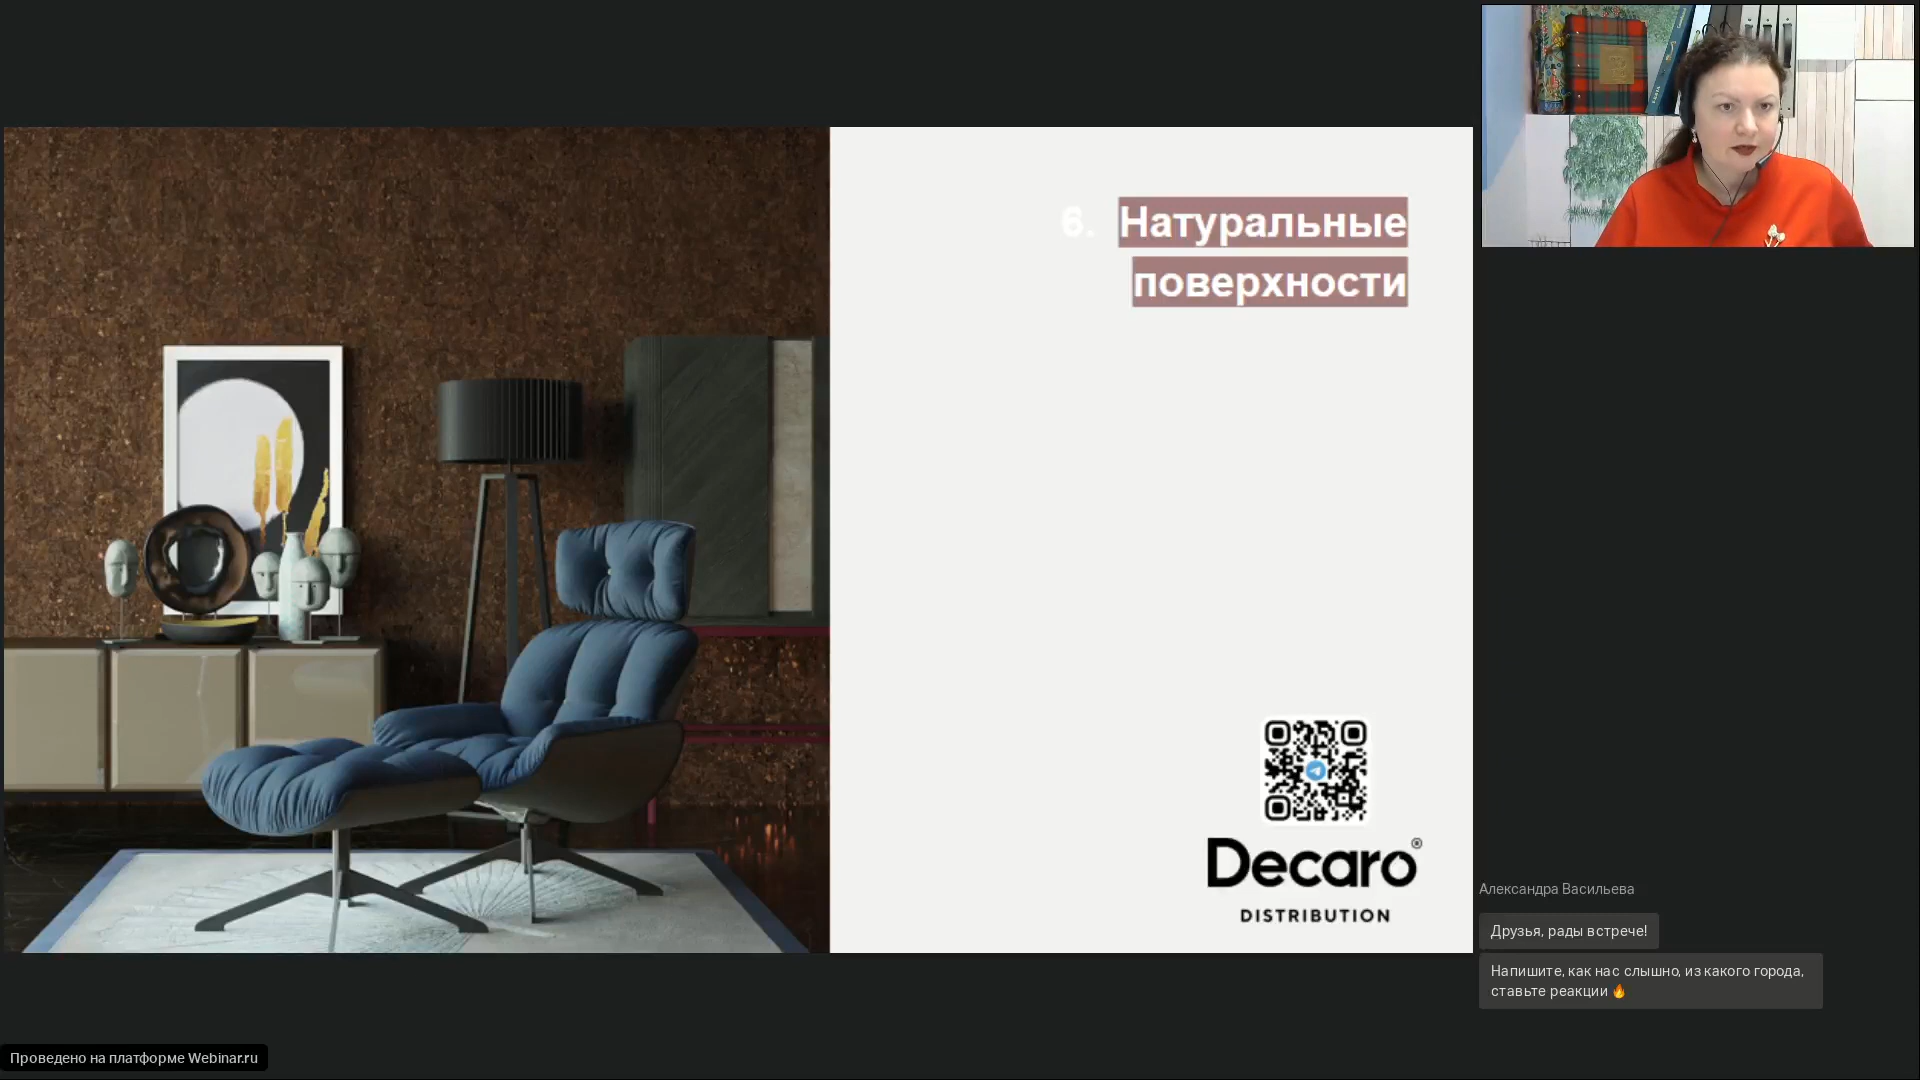 6. Натуральные
поверхности
Decaro®
DISTRIBUTION
Александра Васильева
Друзья, рады встрече!
Напишите, как нас слышно, из какого города,
ставьте реакции 🔥
Проведено на платформе Webinar.ru